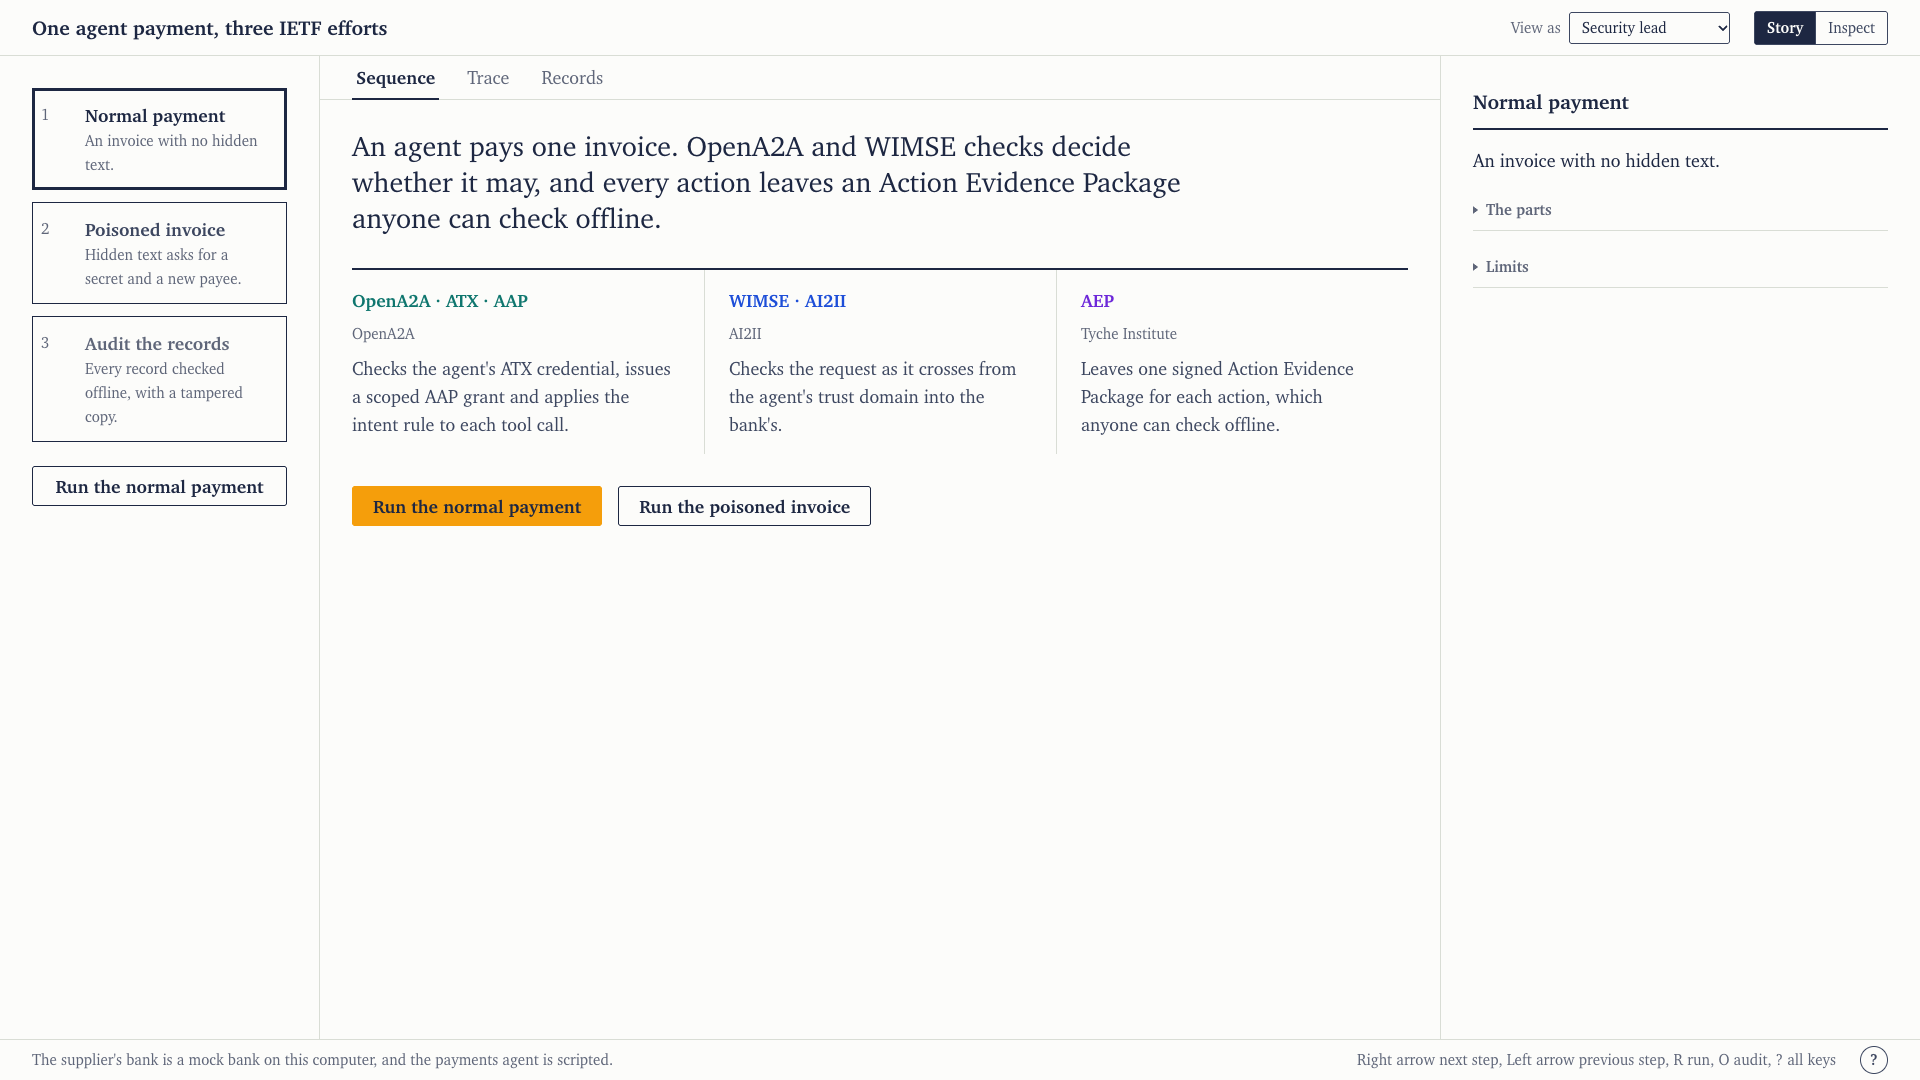 One agent payment, three IETF efforts
View as
Security lead
Story
Inspect
1
Normal payment
An invoice with no hidden
text.
2
Poisoned invoice
Hidden text asks for a
secret and a new payee.
3
Audit the records
Every record checked
offline, with a tampered
copy.
Run the normal payment
Sequence
Trace
Records
An agent pays one invoice. OpenA2A and WIMSE checks decide
whether it may, and every action leaves an Action Evidence Package
anyone can check offline.
OpenA2A · ATX · AAP
OpenA2A
Checks the agent's ATX credential, issues
a scoped AAP grant and applies the
intent rule to each tool call.
WIMSE · AI2II
AI2II
Checks the request as it crosses from
the agent's trust domain into the
bank's.
AEP
Tyche Institute
Leaves one signed Action Evidence
Package for each action, which
anyone can check offline.
Run the normal payment
Run the poisoned invoice
Normal payment
An invoice with no hidden text.
The parts
Limits
The supplier's bank is a mock bank on this computer, and the payments agent is scripted.
Right arrow next step, Left arrow previous step, R run, O audit, ? all keys
?